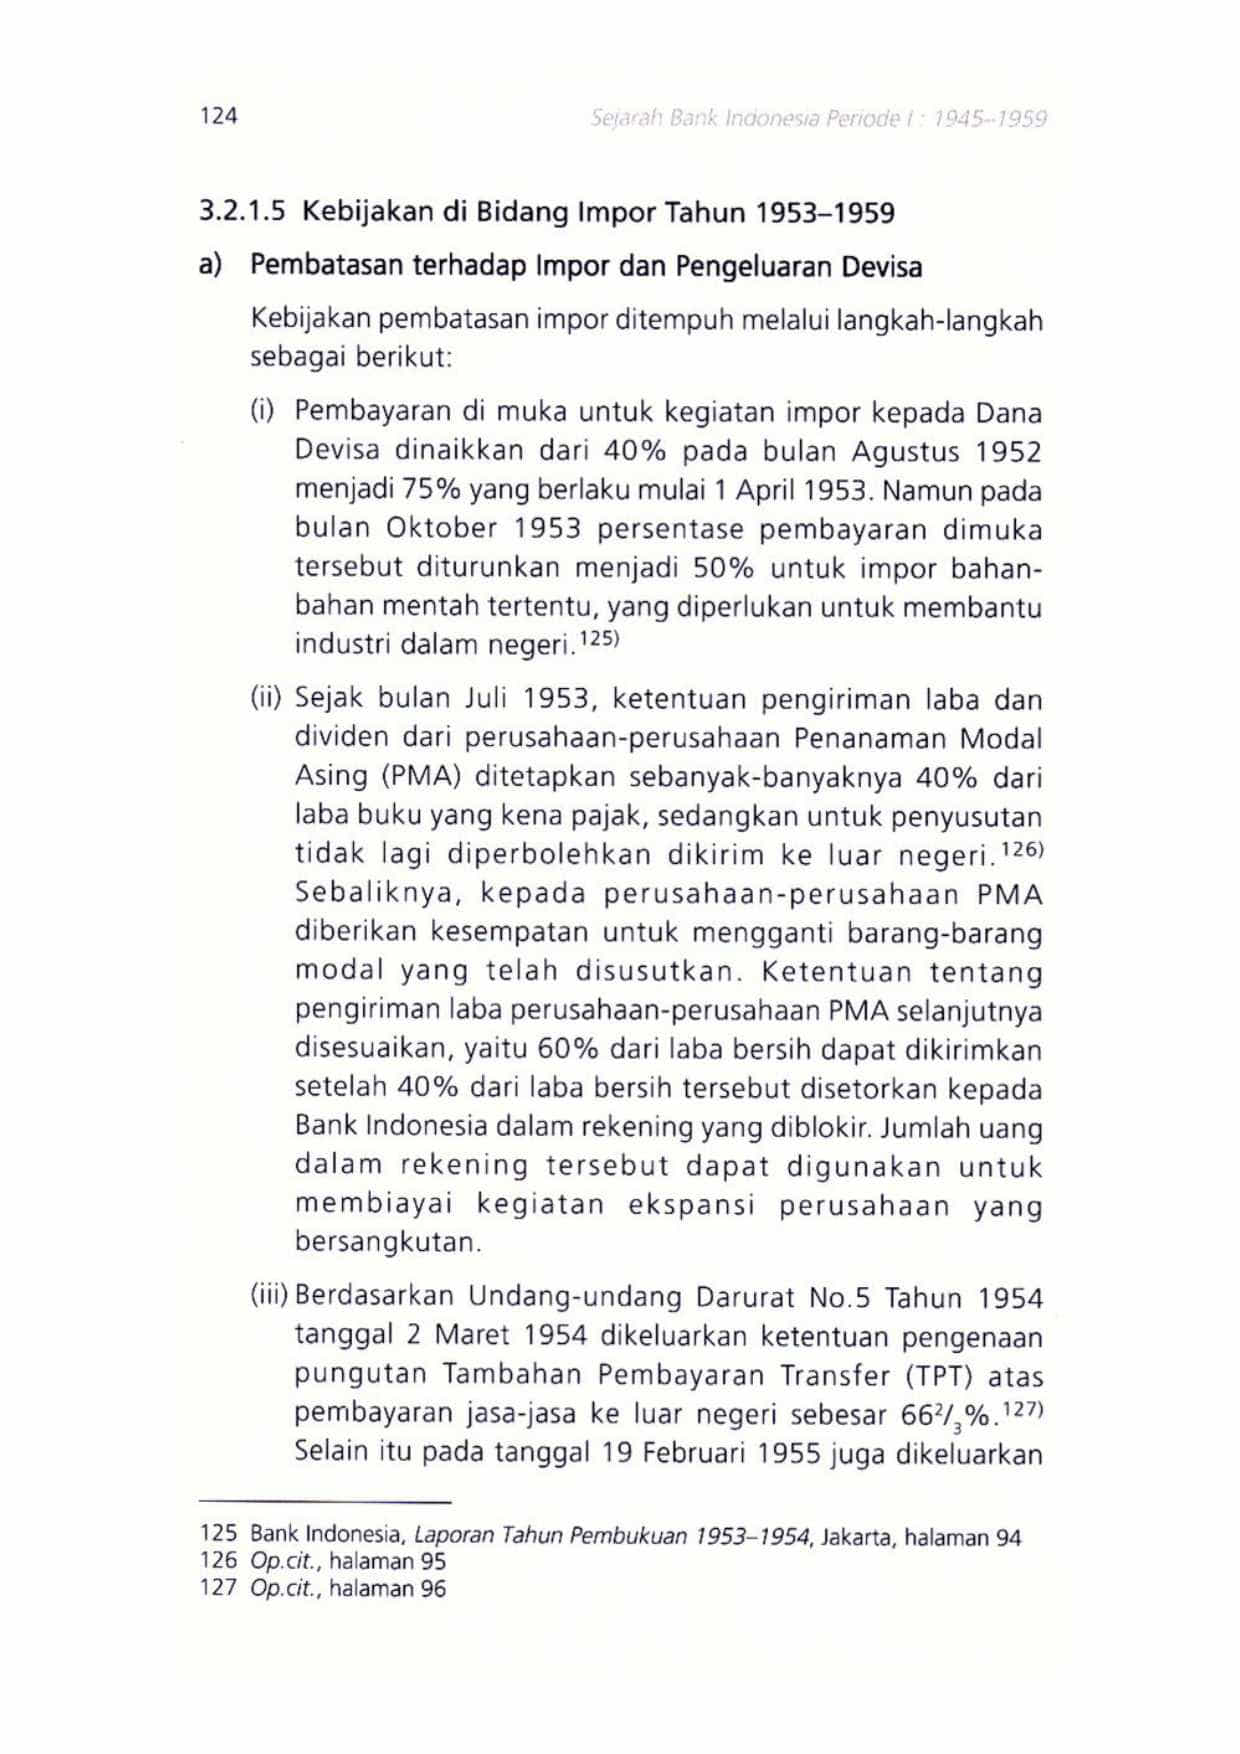 124
Sejarah Bank Indonesia Periode I : 1945–1959
3.2.1.5 Kebijakan di Bidang Impor Tahun 1953–1959
a) Pembatasan terhadap Impor dan Pengeluaran Devisa
Kebijakan pembatasan impor ditempuh melalui langkah-langkah
sebagai berikut:
(i) Pembayaran di muka untuk kegiatan impor kepada Dana
Devisa dinaikkan dari 40% pada bulan Agustus 1952
menjadi 75% yang berlaku mulai 1 April 1953. Namun pada
bulan Oktober 1953 persentase pembayaran dimuka
tersebut diturunkan menjadi 50% untuk impor bahan-
bahan mentah tertentu, yang diperlukan untuk membantu
industri dalam negeri.125)
(ii) Sejak bulan Juli 1953, ketentuan pengiriman laba dan
dividen dari perusahaan-perusahaan Penanaman Modal
Asing (PMA) ditetapkan sebanyak-banyaknya 40% dari
laba buku yang kena pajak, sedangkan untuk penyusutan
tidak lagi diperbolehkan dikirim ke luar negeri.126)
Sebaliknya, kepada perusahaan-perusahaan PMA
diberikan kesempatan untuk mengganti barang-barang
modal yang telah disusutkan. Ketentuan tentang
pengiriman laba perusahaan-perusahaan PMA selanjutnya
disesuaikan, yaitu 60% dari laba bersih dapat dikirimkan
setelah 40% dari laba bersih tersebut disetorkan kepada
Bank Indonesia dalam rekening yang diblokir. Jumlah uang
dalam rekening tersebut dapat digunakan untuk
membiayai kegiatan ekspansi perusahaan yang
bersangkutan.
(iii) Berdasarkan Undang-undang Darurat No.5 Tahun 1954
tanggal 2 Maret 1954 dikeluarkan ketentuan pengenaan
pungutan Tambahan Pembayaran Transfer (TPT) atas
pembayaran jasa-jasa ke luar negeri sebesar 66²/₃%.127)
Selain itu pada tanggal 19 Februari 1955 juga dikeluarkan
125 Bank Indonesia, Laporan Tahun Pembukuan 1953–1954, Jakarta, halaman 94
126 Op.cit., halaman 95
127 Op.cit., halaman 96